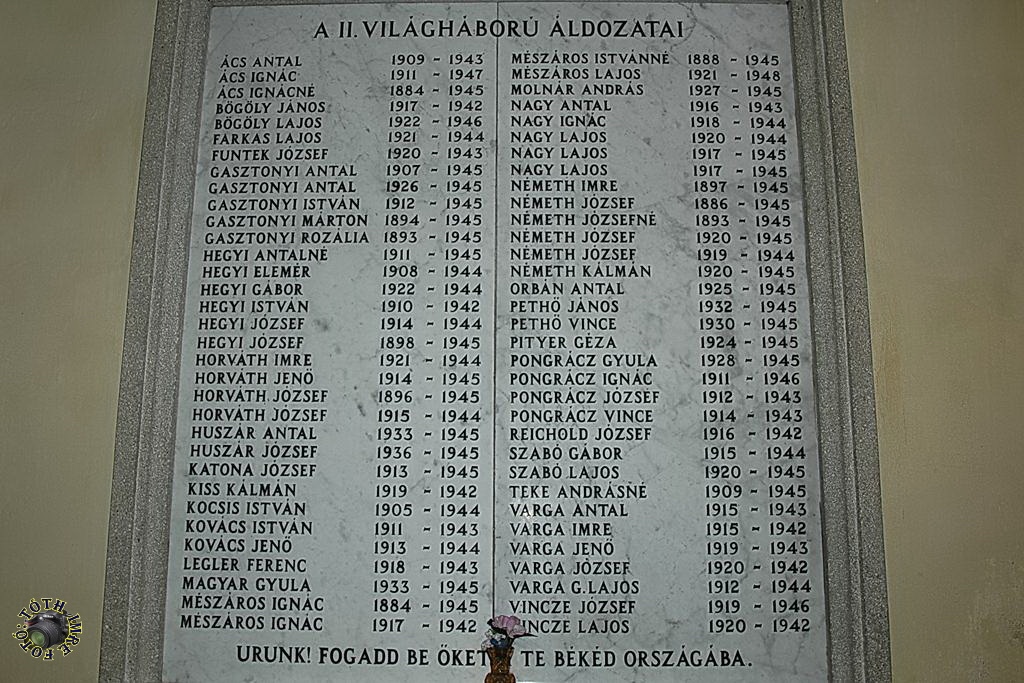 A II. VILÁGHÁBORÚ ÁLDOZATAI
ÁCS ANTAL 1909 - 1943
ÁCS IGNÁC 1911 - 1947
ÁCS IGNÁCNÉ 1884 - 1945
BÖGÖLY JÁNOS 1917 - 1942
BÖGÖLY LAJOS 1922 - 1946
FARKAS LAJOS 1921 - 1944
FUNTEK JÓZSEF 1920 - 1943
GASZTONYI ANTAL 1907 - 1945
GASZTONYI ANTAL 1926 - 1945
GASZTONYI ISTVÁN 1912 - 1945
GASZTONYI MÁRTON 1894 - 1945
GASZTONYI ROZÁLIA 1893 - 1945
HEGYI ANTALNÉ 1911 - 1945
HEGYI ELEMÉR 1908 - 1944
HEGYI GÁBOR 1922 - 1944
HEGYI ISTVÁN 1910 - 1942
HEGYI JÓZSEF 1914 - 1944
HEGYI JÓZSEF 1898 - 1945
HORVÁTH IMRE 1921 - 1944
HORVÁTH JENŐ 1914 - 1945
HORVÁTH JÓZSEF 1896 - 1945
HORVÁTH JÓZSEF 1915 - 1944
HUSZÁR ANTAL 1933 - 1945
HUSZÁR JÓZSEF 1936 - 1945
KATONA JÓZSEF 1913 - 1945
KISS KÁLMÁN 1919 - 1942
KOCSIS ISTVÁN 1905 - 1944
KOVÁCS ISTVÁN 1911 - 1943
KOVÁCS JENŐ 1913 - 1944
LEGLER FERENC 1918 - 1943
MAGYAR GYULA 1933 - 1945
MÉSZÁROS IGNÁC 1884 - 1945
MÉSZÁROS IGNÁC 1917 - 1942
MÉSZÁROS ISTVÁNNÉ 1888 - 1945
MÉSZÁROS LAJOS 1921 - 1948
MOLNÁR ANDRÁS 1927 - 1945
NAGY ANTAL 1916 - 1943
NAGY IGNÁC 1918 - 1944
NAGY LAJOS 1920 - 1944
NAGY LAJOS 1917 - 1945
NAGY LAJOS 1917 - 1945
NÉMETH IMRE 1897 - 1945
NÉMETH JÓZSEF 1886 - 1945
NÉMETH JÓZSEFNÉ 1893 - 1945
NÉMETH JÓZSEF 1920 - 1945
NÉMETH JÓZSEF 1919 - 1944
NÉMETH KÁLMÁN 1920 - 1945
ORBÁN ANTAL 1925 - 1945
PETHŐ JÁNOS 1932 - 1945
PETHŐ VINCE 1930 - 1945
PITYER GÉZA 1924 - 1945
PONGRÁCZ GYULA 1928 - 1945
PONGRÁCZ IGNÁC 1911 - 1946
PONGRÁCZ JÓZSEF 1912 - 1943
PONGRÁCZ VINCE 1914 - 1943
REICHOLD JÓZSEF 1916 - 1942
SZABÓ GÁBOR 1915 - 1944
SZABÓ LAJOS 1920 - 1945
TEKE ANDRÁSNÉ 1909 - 1945
VARGA ANTAL 1915 - 1943
VARGA IMRE 1915 - 1942
VARGA JENŐ 1919 - 1943
VARGA JÓZSEF 1920 - 1942
VARGA G. LAJOS 1912 - 1944
VINCZE JÓZSEF 1919 - 1946
VINCZE LAJOS 1920 - 1942
URUNK! FOGADD BE ŐKET TE BÉKÉD ORSZÁGÁBA.
FOTÓ: TÓTH IMRE